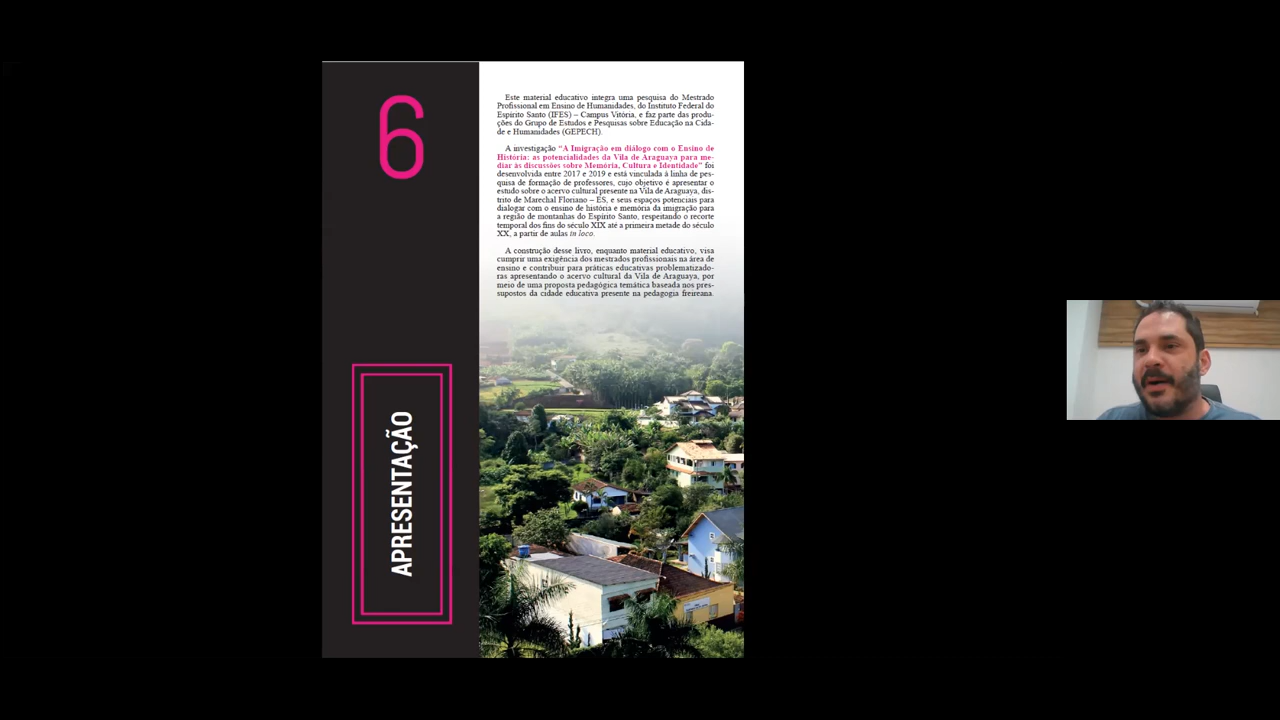 6
APRESENTAÇÃO
Este material educativo integra uma pesquisa do Mestrado
Profissional em Ensino de Humanidades, do Instituto Federal do
Espírito Santo (IFES) – Campus Vitória, e faz parte das produ-
ções do Grupo de Estudos e Pesquisas sobre Educação na Cida-
de e Humanidades (GEPECH).
A investigação “A Imigração em diálogo com o Ensino de
História: as potencialidades da Vila de Araguaya para me-
diar às discussões sobre Memória, Cultura e Identidade” foi
desenvolvida entre 2017 e 2019 e está vinculada à linha de pes-
quisa de formação de professores, cujo objetivo é apresentar o
estudo sobre o acervo cultural presente na Vila de Araguaya, dis-
trito de Marechal Floriano – ES, e seus espaços potenciais para
dialogar com o ensino de história e memória da imigração para
a região de montanhas do Espírito Santo, respeitando o recorte
temporal dos fins do século XIX até a primeira metade do século
XX, a partir de aulas in loco.
A construção desse livro, enquanto material educativo, visa
cumprir uma exigência dos mestrados profissionais na área de
ensino e contribuir para práticas educativas problematizado-
ras apresentando o acervo cultural da Vila de Araguaya, por
meio de uma proposta pedagógica temática baseada nos pres-
supostos da cidade educativa presente na pedagogia freireana.